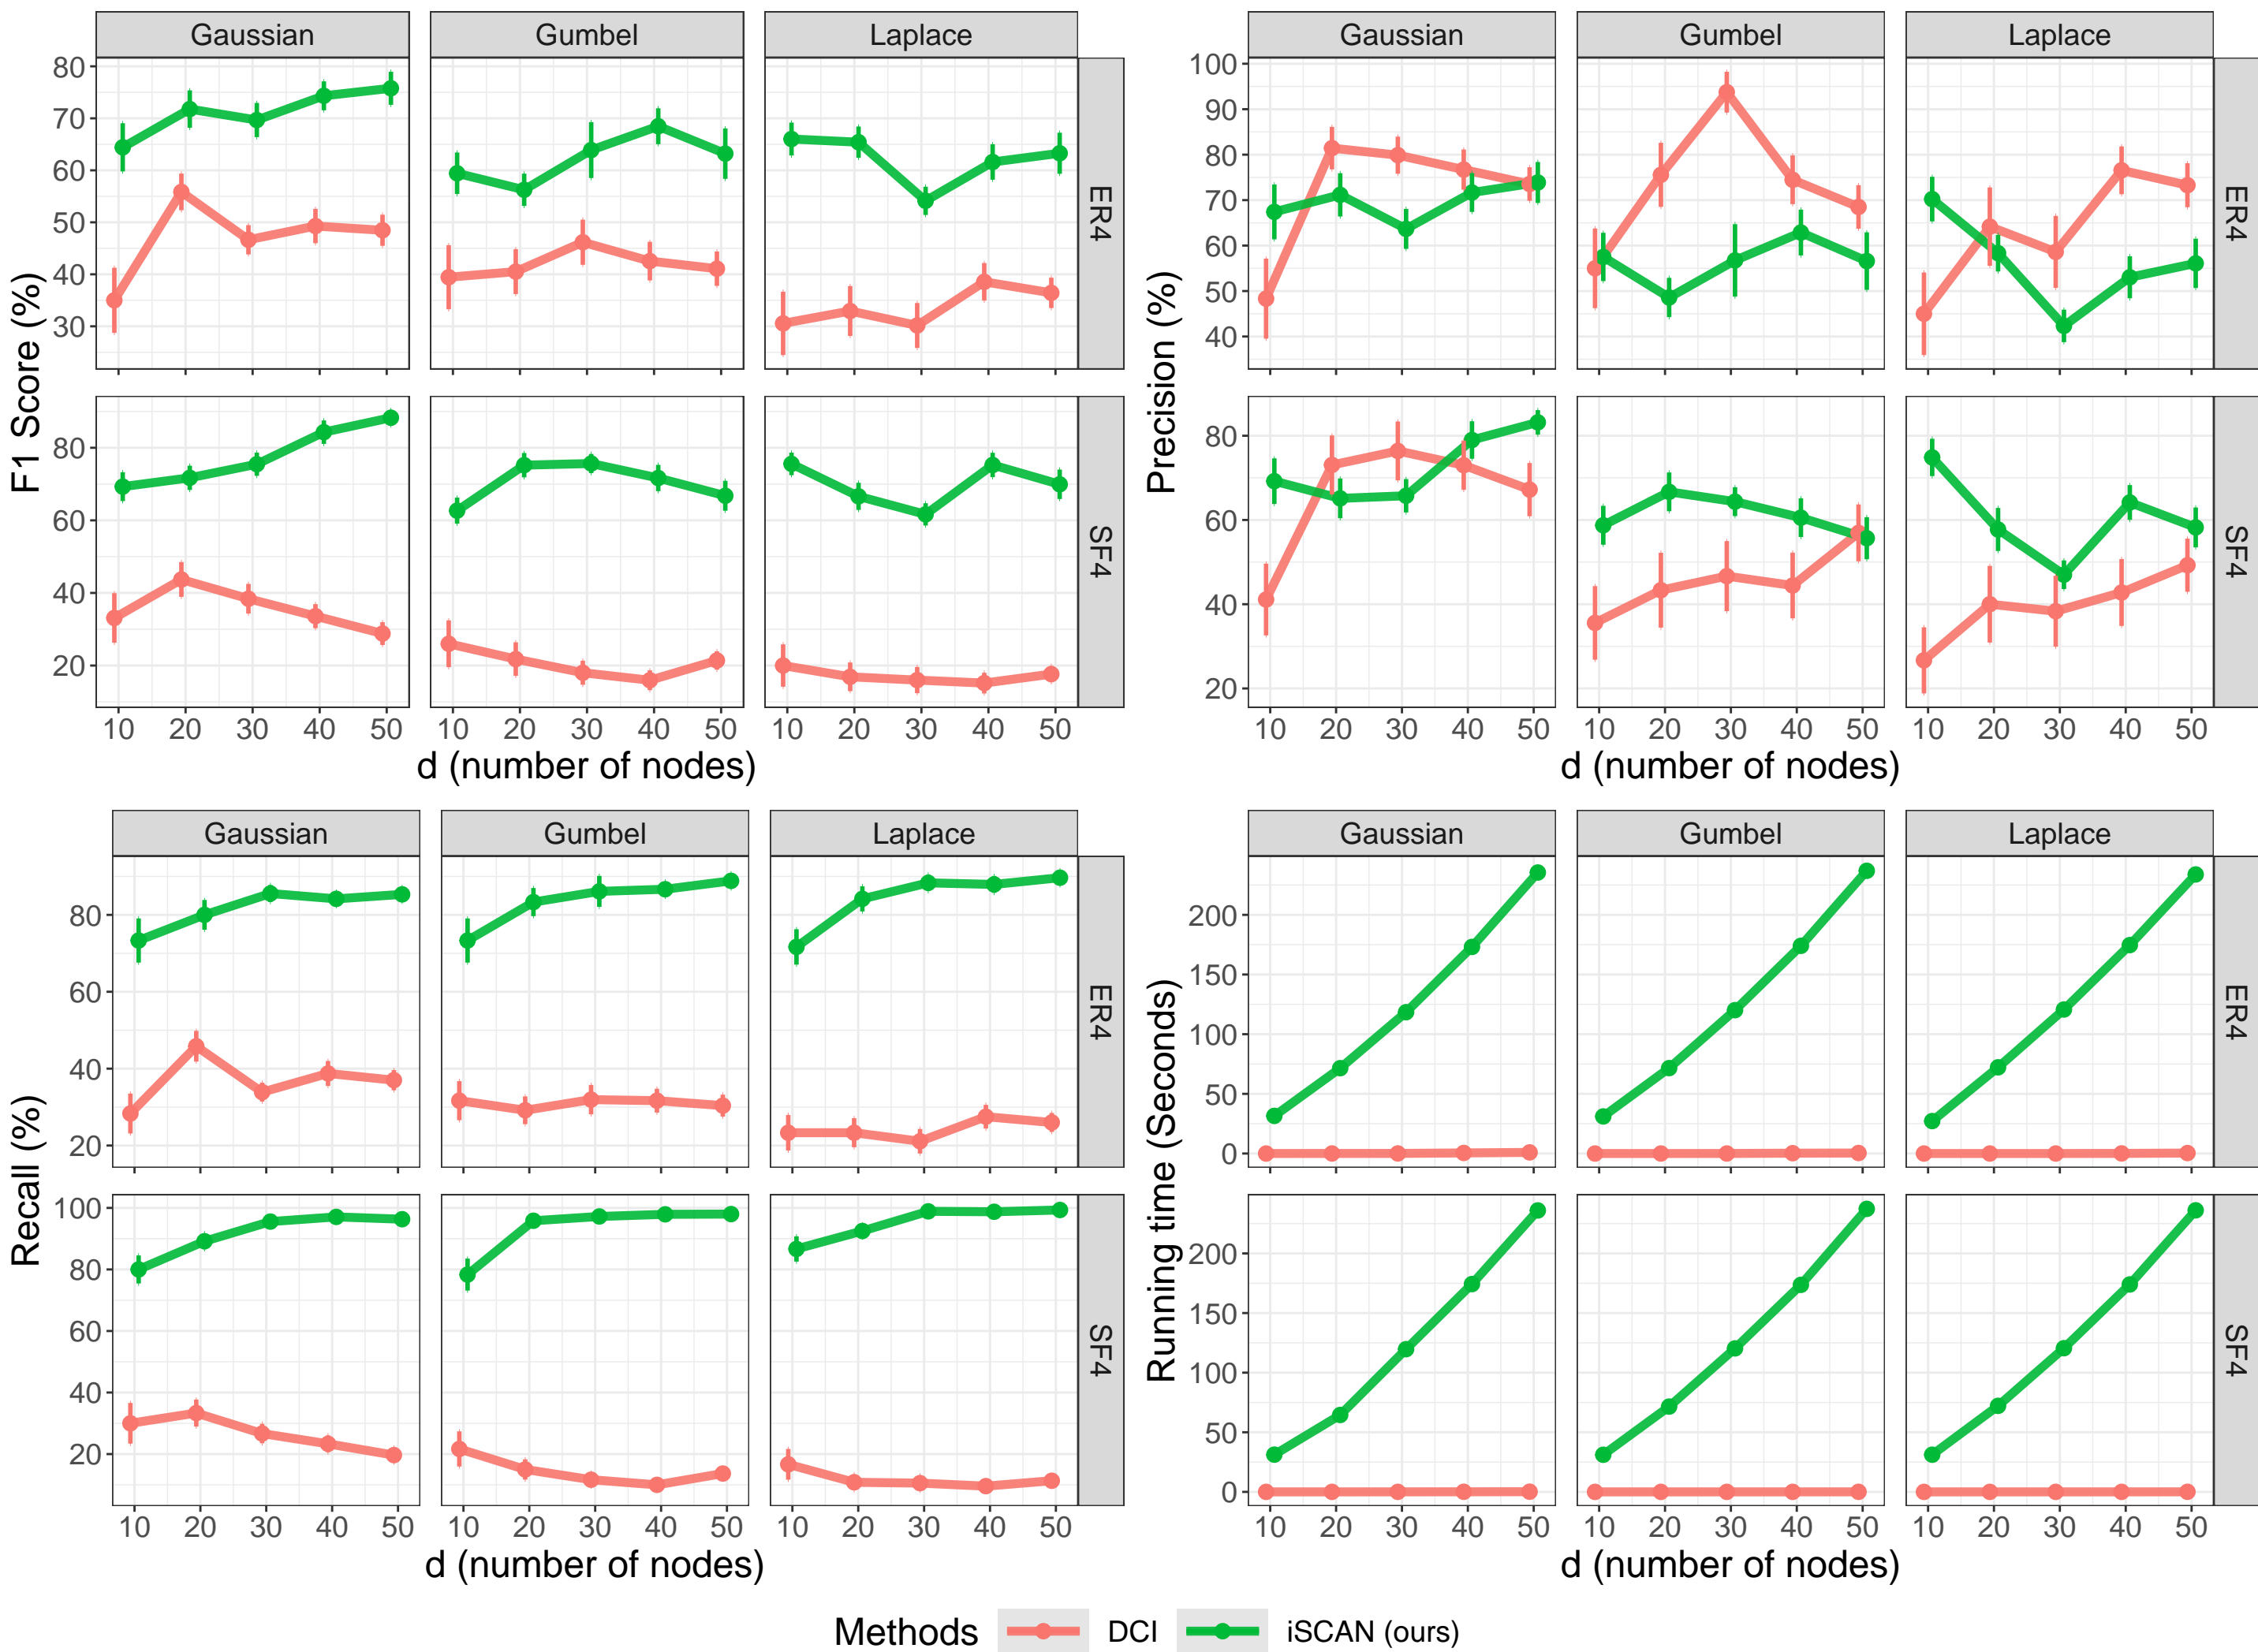 Gaussian Gumbel Laplace
F1 Score (%)
80
70
60
50
40
30
ER4
80
60
40
20
SF4
10 20 30 40 50 10 20 30 40 50 10 20 30 40 50
d (number of nodes)
Gaussian Gumbel Laplace
Precision (%)
100
90
80
70
60
50
40
ER4
80
60
40
20
SF4
10 20 30 40 50 10 20 30 40 50 10 20 30 40 50
d (number of nodes)
Gaussian Gumbel Laplace
Recall (%)
80
60
40
20
ER4
100
80
60
40
20
SF4
10 20 30 40 50 10 20 30 40 50 10 20 30 40 50
d (number of nodes)
Gaussian Gumbel Laplace
Running time (Seconds)
200
150
100
50
0
ER4
200
150
100
50
0
SF4
10 20 30 40 50 10 20 30 40 50 10 20 30 40 50
d (number of nodes)
Methods DCI iSCAN (ours)